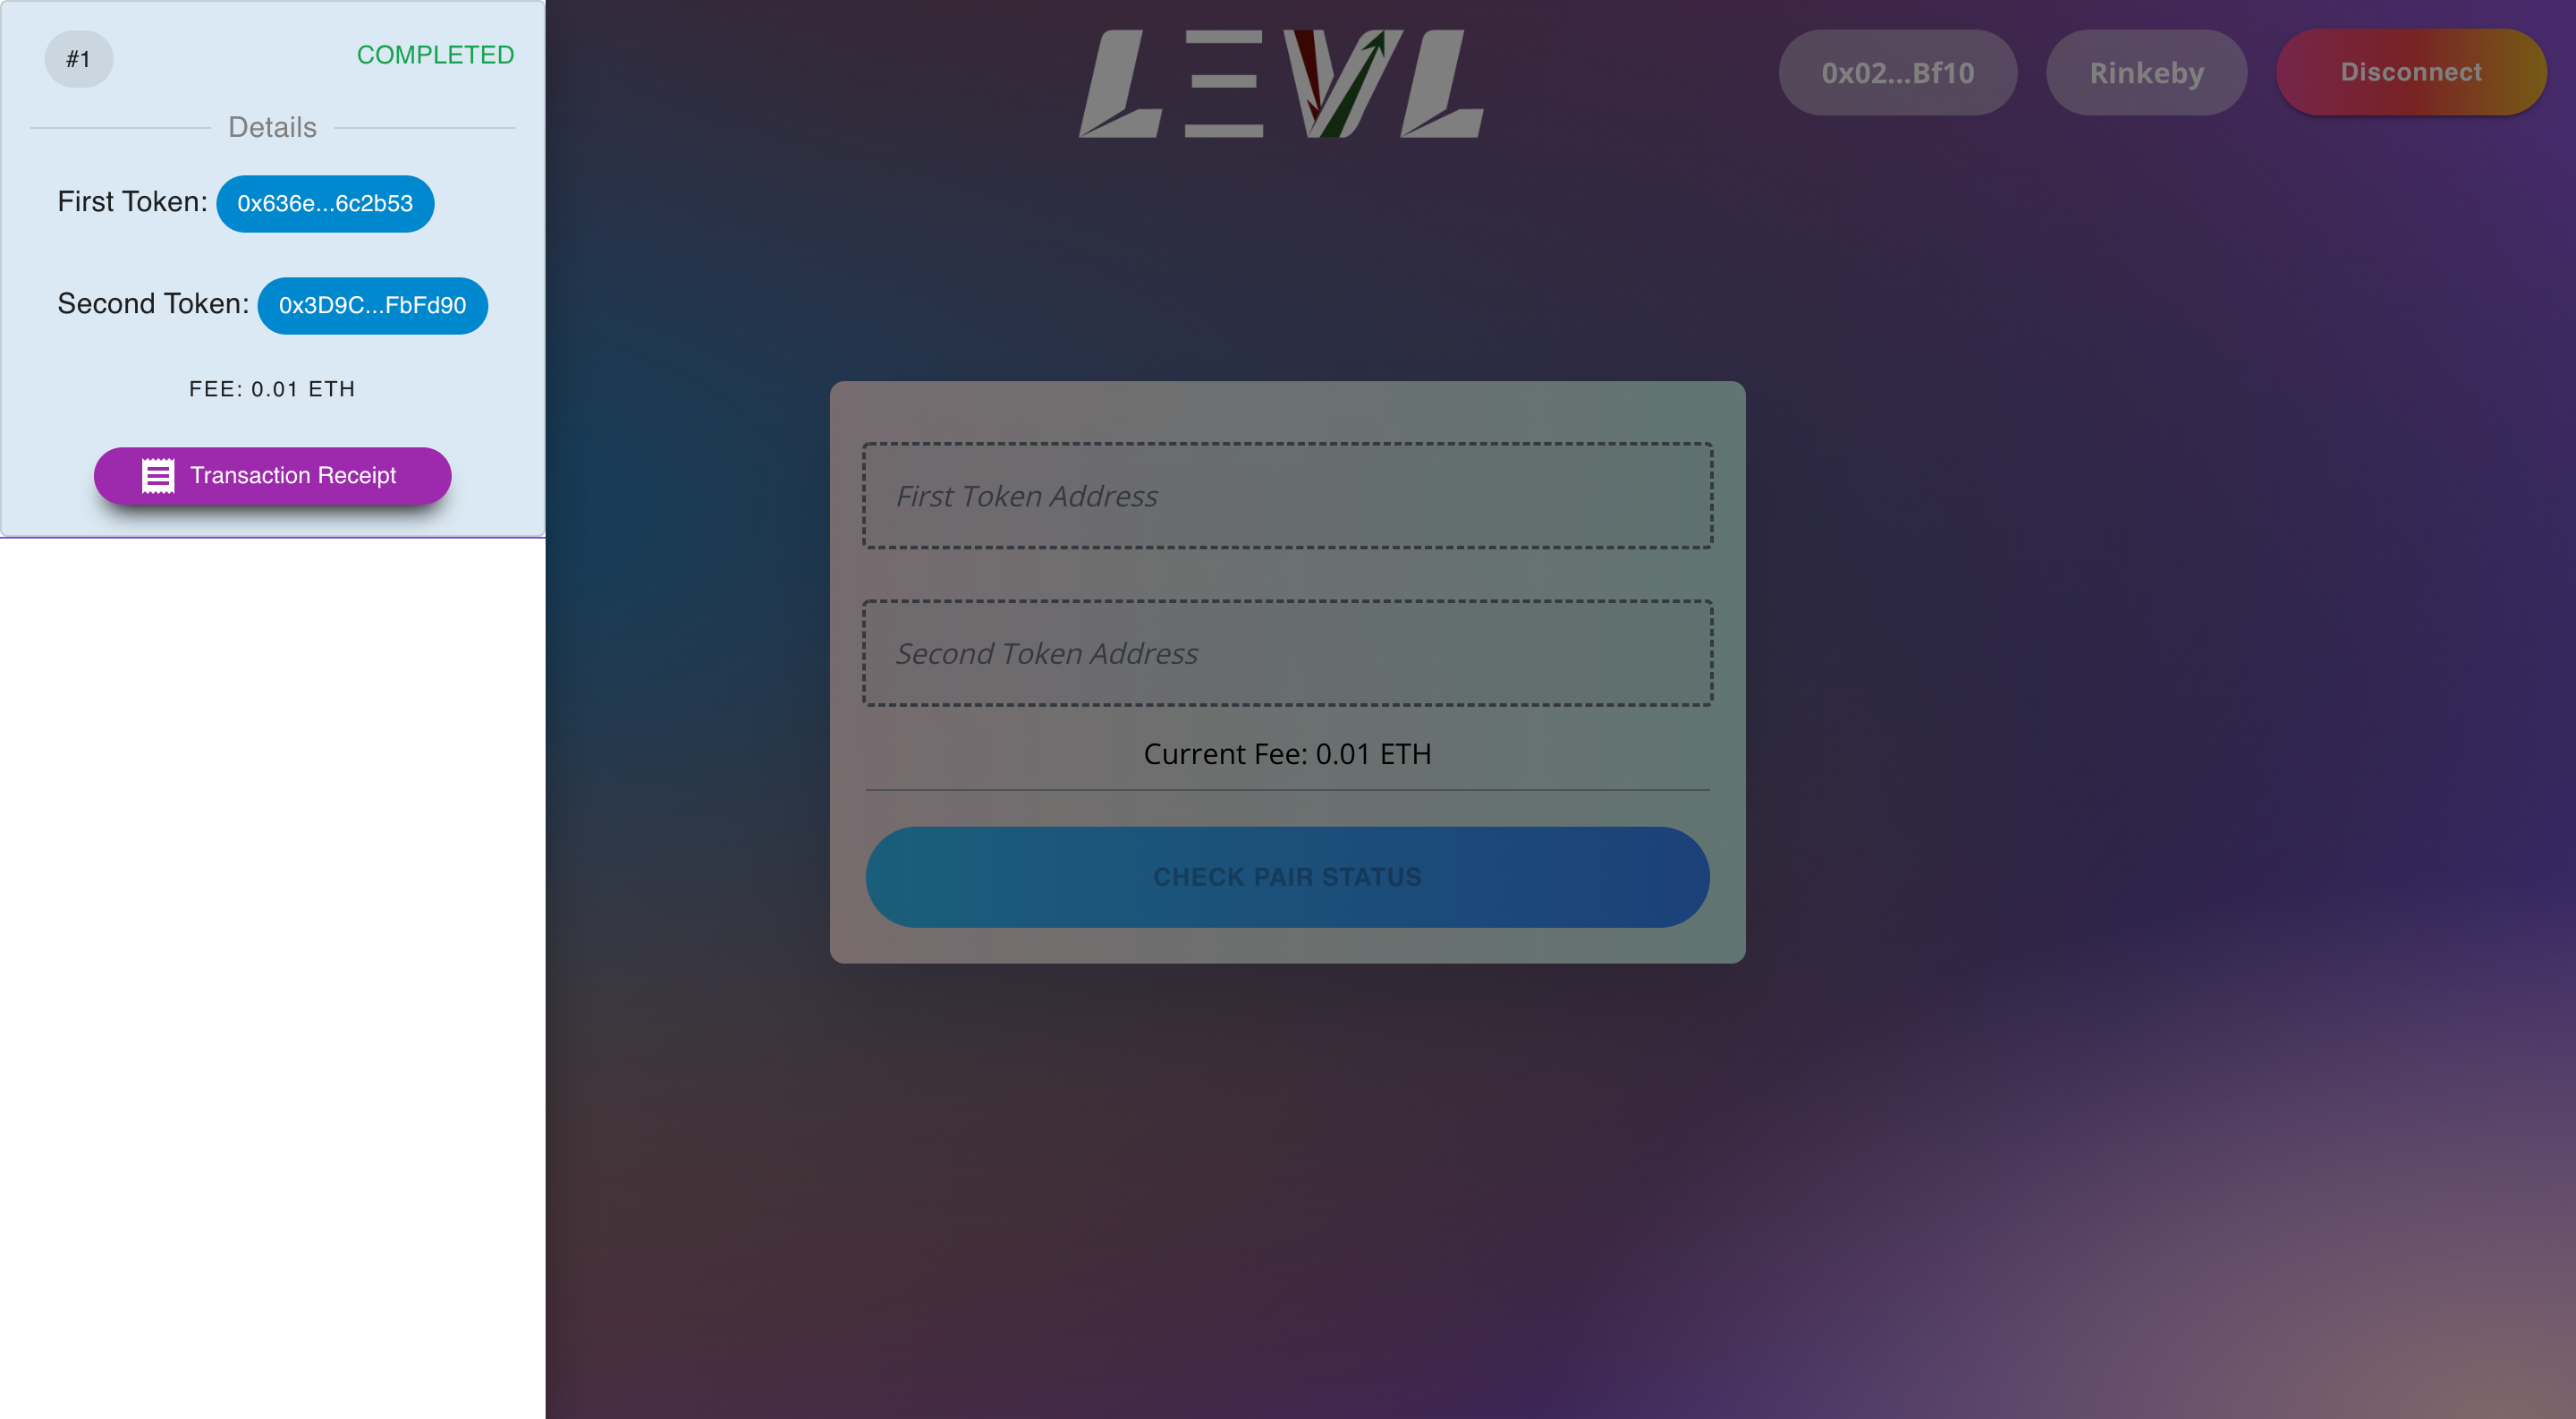 #1
COMPLETED
Details
First Token: 0x636e...6c2b53
Second Token: 0x3D9C...FbFd90
FEE: 0.01 ETH
Transaction Receipt
LEVL
0x02...Bf10
Rinkeby
Disconnect
First Token Address
Second Token Address
Current Fee: 0.01 ETH
CHECK PAIR STATUS